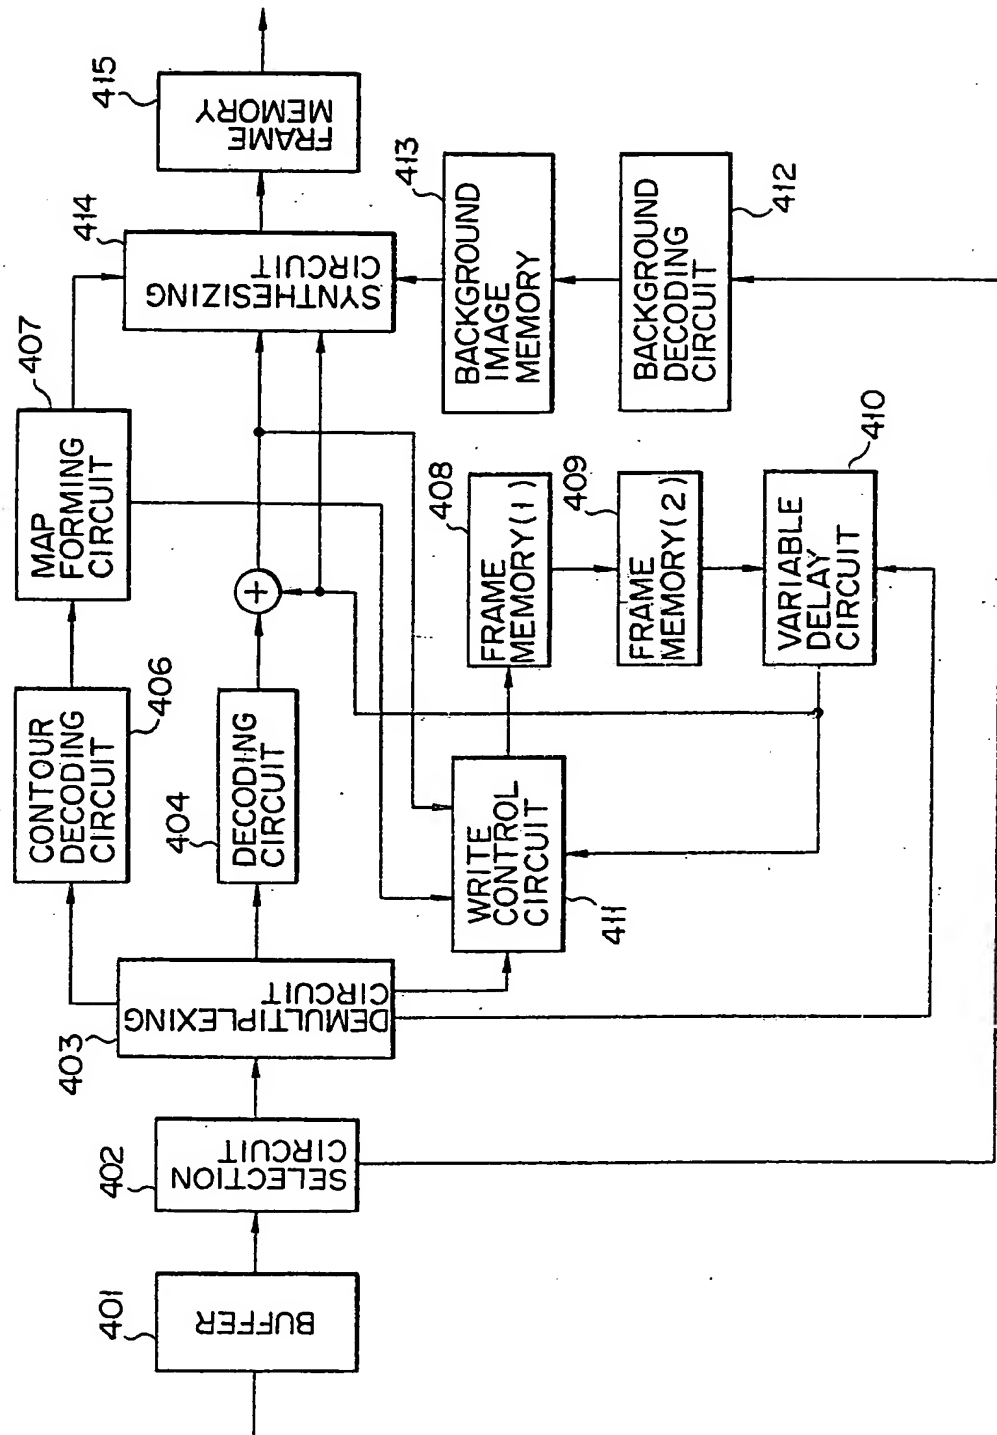 401
BUFFER
402
SELECTION
CIRCUIT
403
DEMULTIPLEXING
CIRCUIT
CONTOUR
DECODING
CIRCUIT
406
404
DECODING
CIRCUIT
MAP
FORMING
CIRCUIT
407
+
WRITE
CONTROL
CIRCUIT
411
FRAME
MEMORY(1)
408
FRAME
MEMORY(2)
409
VARIABLE
DELAY
CIRCUIT
410
414
SYNTHESIZING
CIRCUIT
BACKGROUND
IMAGE
MEMORY
413
BACKGROUND
DECODING
CIRCUIT
412
415
FRAME
MEMORY